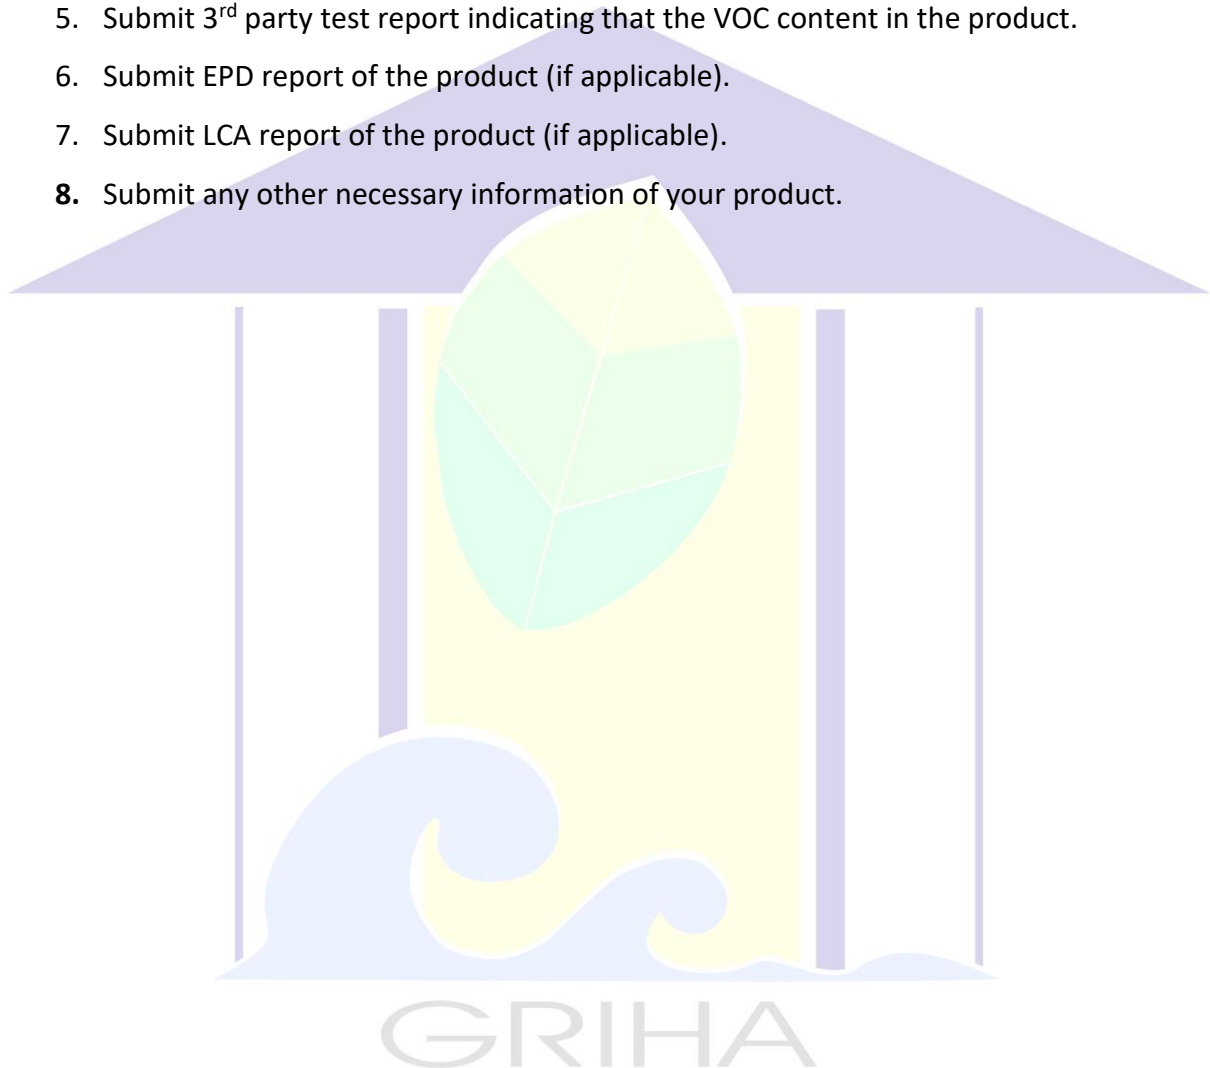 5. Submit 3rd party test report indicating that the VOC content in the product.
6. Submit EPD report of the product (if applicable).
7. Submit LCA report of the product (if applicable).
8. Submit any other necessary information of your product.
GRIHA